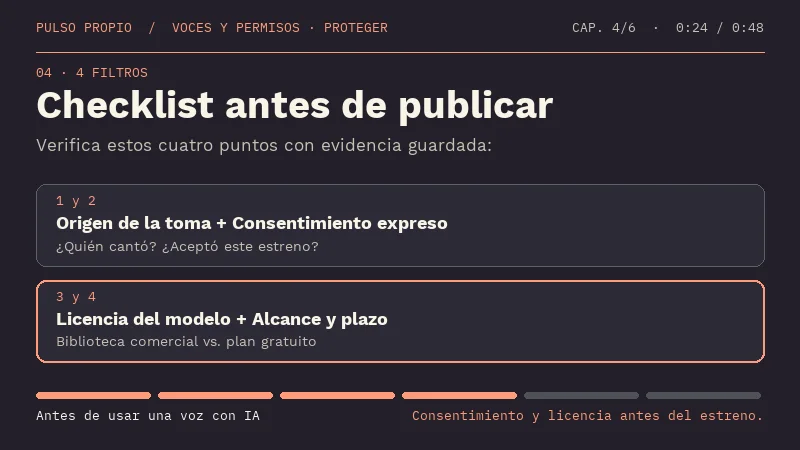 PULSO PROPIO / VOCES Y PERMISOS · PROTEGER
CAP. 4/6 · 0:24 / 0:48
04 · 4 FILTROS
Checklist antes de publicar
Verifica estos cuatro puntos con evidencia guardada:
1 y 2
Origen de la toma + Consentimiento expreso
¿Quién cantó? ¿Aceptó este estreno?
3 y 4
Licencia del modelo + Alcance y plazo
Biblioteca comercial vs. plan gratuito
Antes de usar una voz con IA
Consentimiento y licencia antes del estreno.